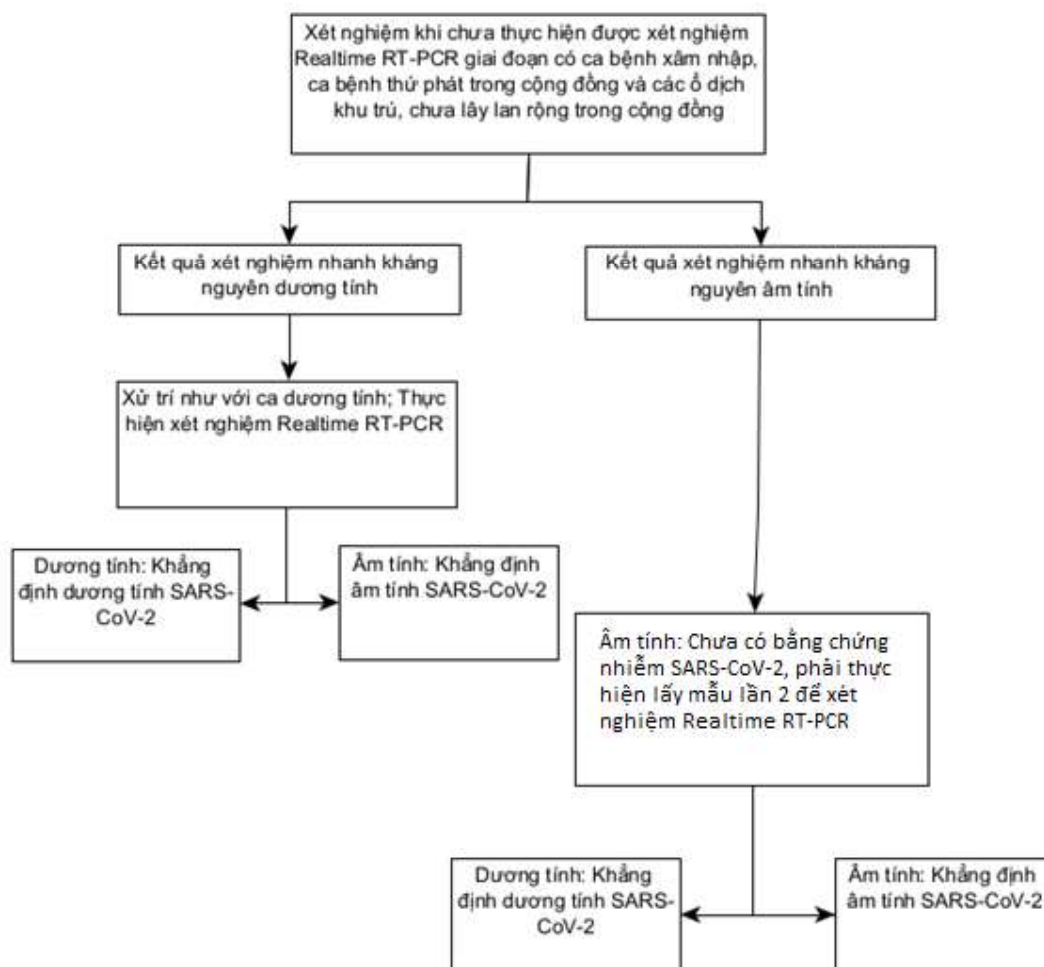 Xét nghiệm khi chưa thực hiện được xét nghiệm
Realtime RT-PCR giai đoạn có ca bệnh xâm nhập,
ca bệnh thứ phát trong cộng đồng và các ổ dịch
khu trú, chưa lây lan rộng trong cộng đồng
Kết quả xét nghiệm nhanh kháng
nguyên dương tính
Kết quả xét nghiệm nhanh kháng
nguyên âm tính
Xử trí như với ca dương tính; Thực
hiện xét nghiệm Realtime RT-PCR
Dương tính: Khẳng
định dương tính SARS-
CoV-2
Âm tính: Khẳng định
âm tính SARS-CoV-2
Âm tính: Chưa có bằng chứng
nhiễm SARS-CoV-2, phải thực
hiện lấy mẫu lần 2 để xét
nghiệm Realtime RT-PCR
Dương tính: Khẳng
định dương tính SARS-
CoV-2
Âm tính: Khẳng định
âm tính SARS-CoV-2